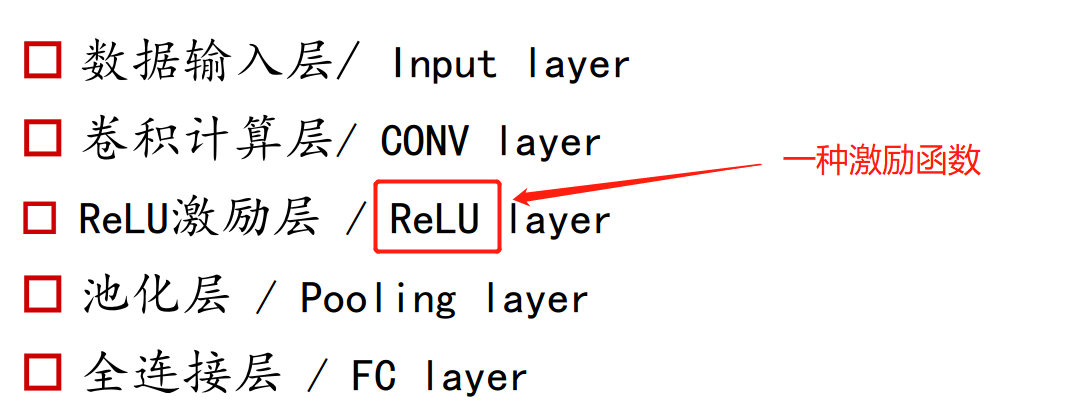 数据输入层/ Input layer
卷积计算层/ CONV layer
一种激励函数
ReLU激励层 / ReLU layer
池化层 / Pooling layer
全连接层 / FC layer